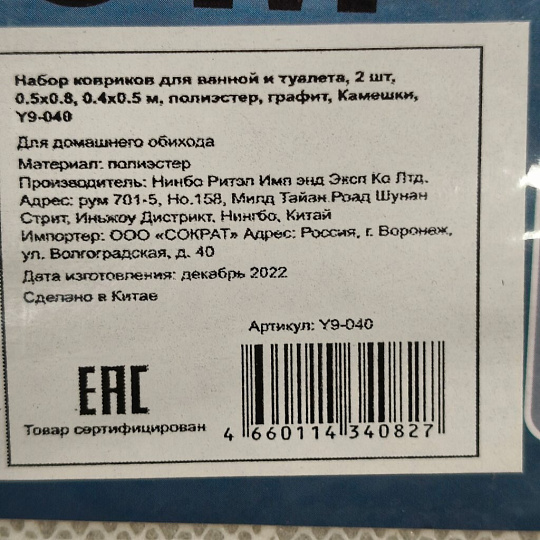 Набор ковриков для ванной и туалета, 2 шт,
0.5х0.8, 0.4х0.5 м, полиэстер, графит, Камешки,
Y9-040
Для домашнего обихода
Материал: полиэстер
Производитель: Нинбо Ритэл Имп энд Эксп Ко Лтд.
Адрес: рум 701-5, Но.158, Мидл Тайан Роад Шунан
Стрит, Иньжоу Дистрикт, Нингбо, Китай
Импортер: ООО «СОКРАТ» Адрес: Россия, г. Воронеж,
ул. Волгоградская, д. 40
Дата изготовления: декабрь 2022
Сделано в Китае
Артикул: Y9-040
ЕАС
Товар сертифицирован
4 660114 340827